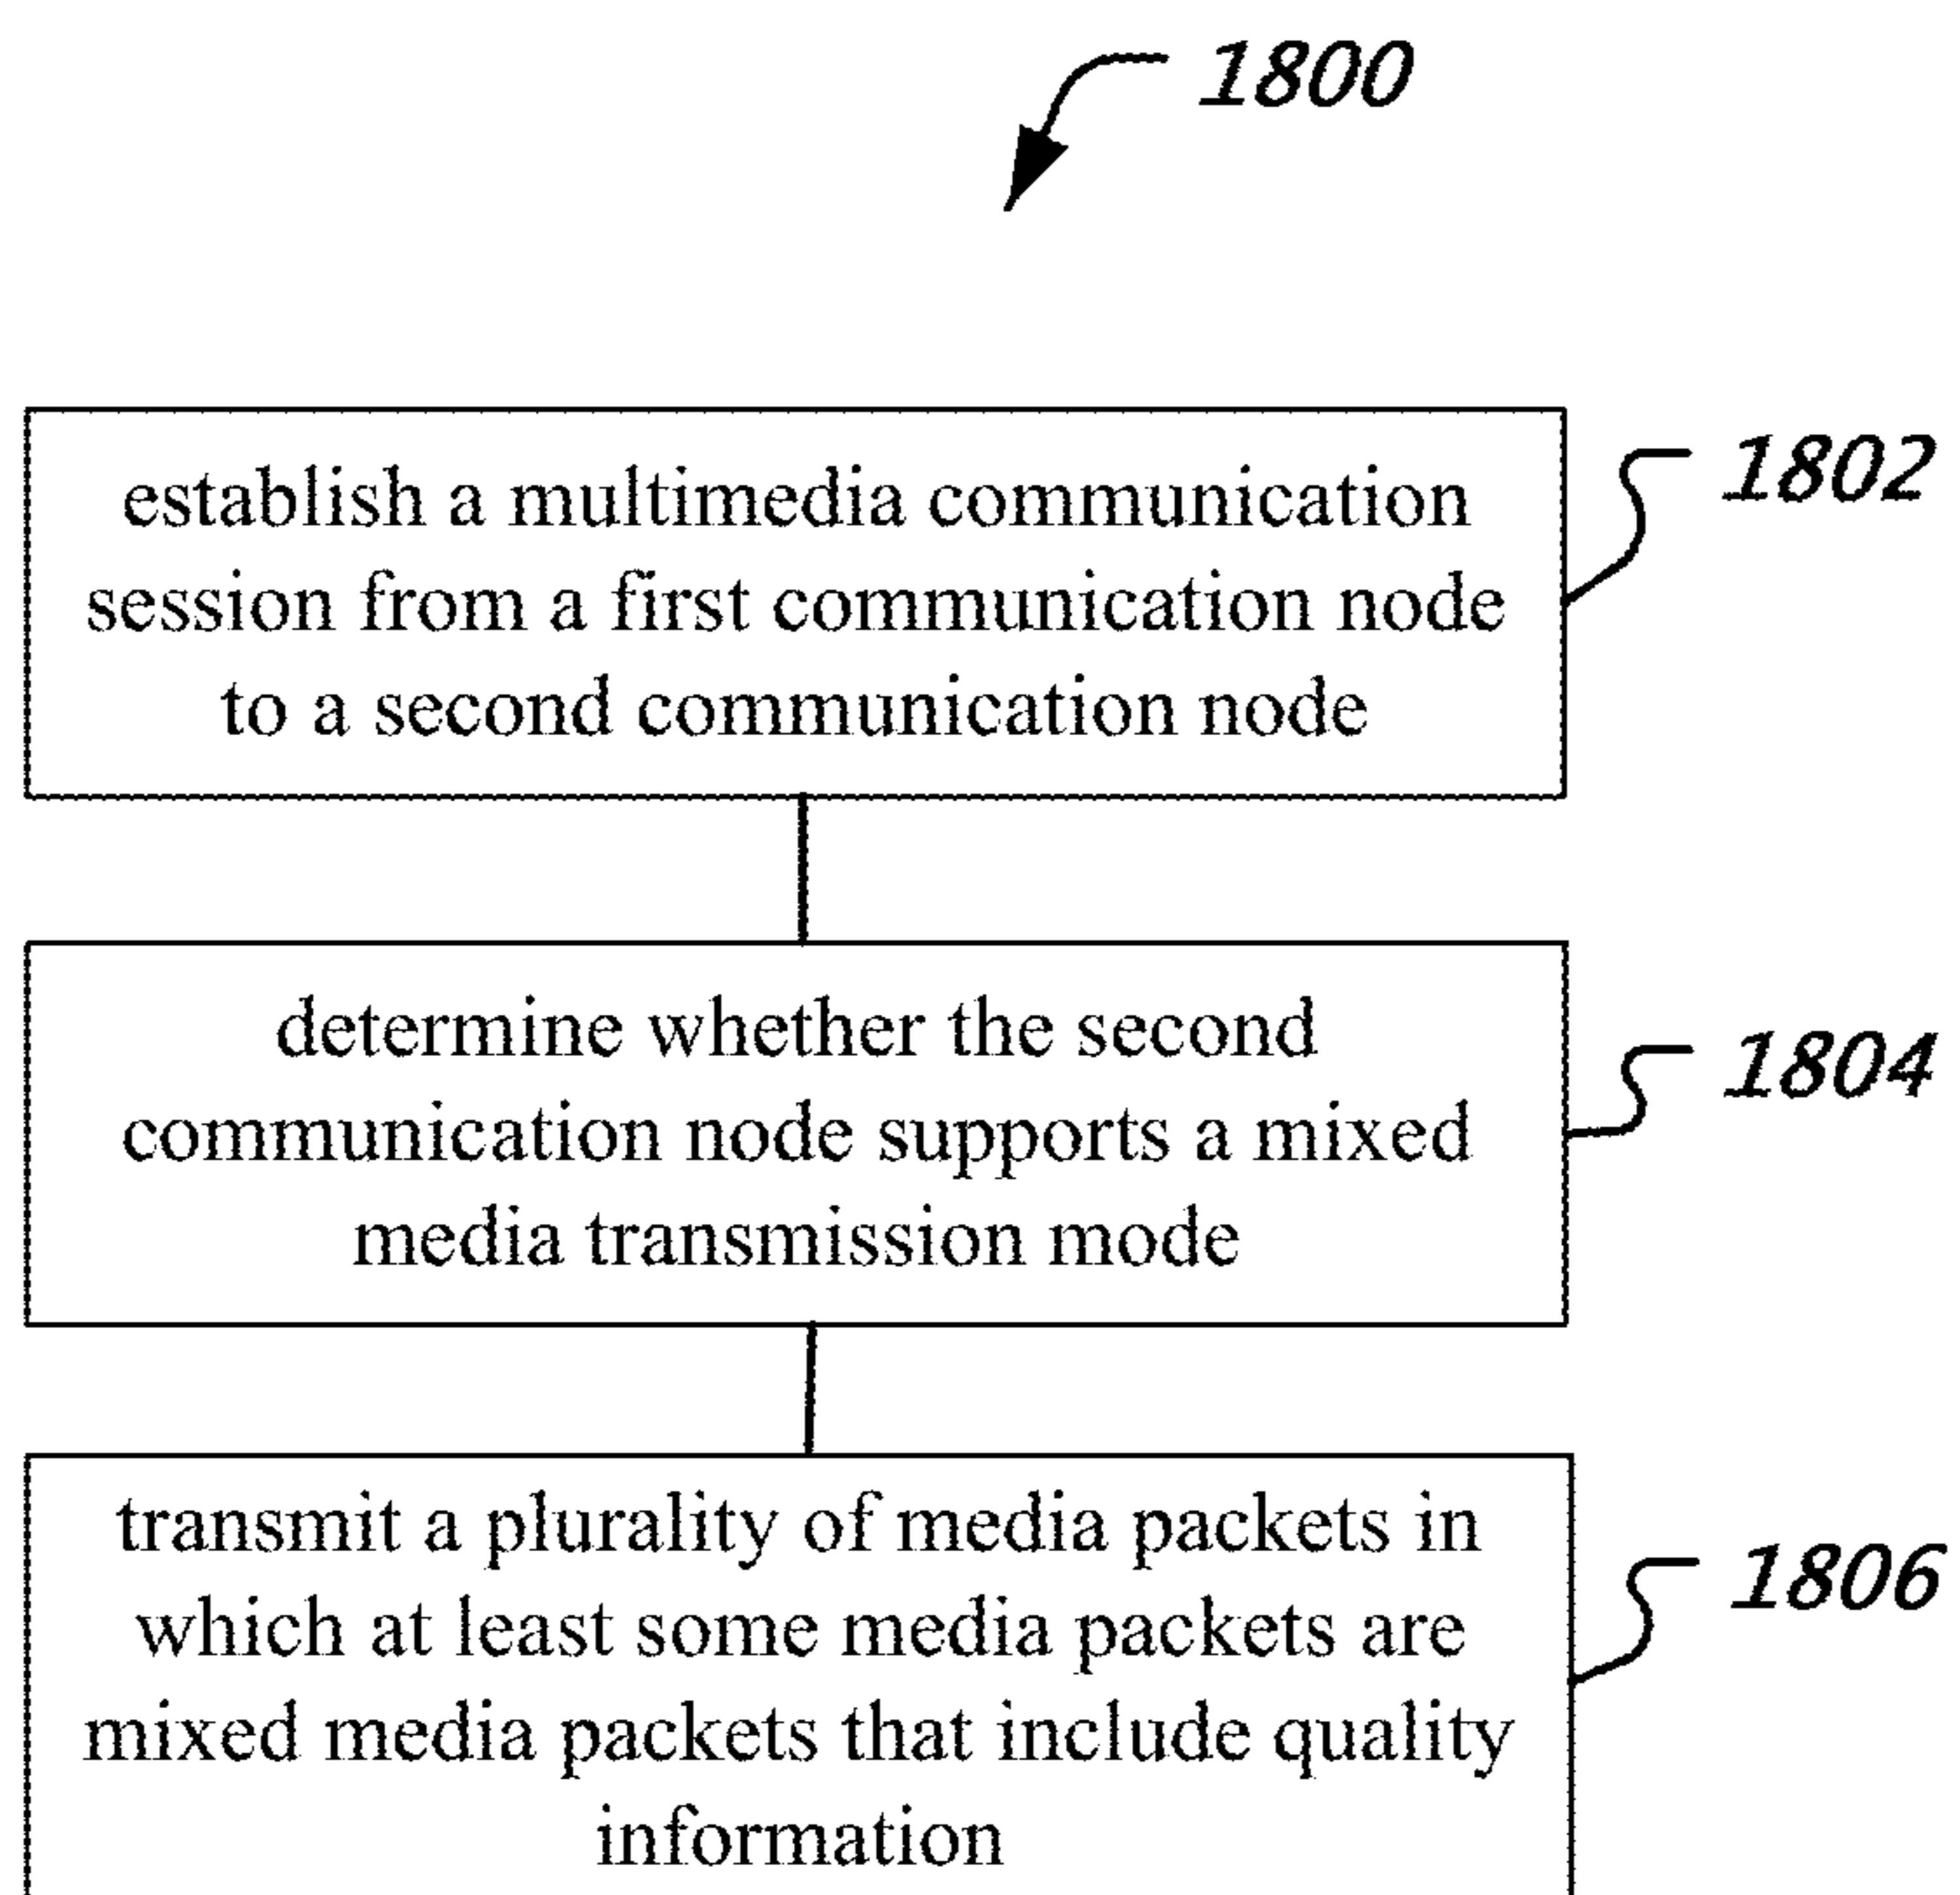 1800
establish a multimedia communication
session from a first communication node
to a second communication node
1802
determine whether the second
communication node supports a mixed
media transmission mode
1804
transmit a plurality of media packets in
which at least some media packets are
mixed media packets that include quality
information
1806